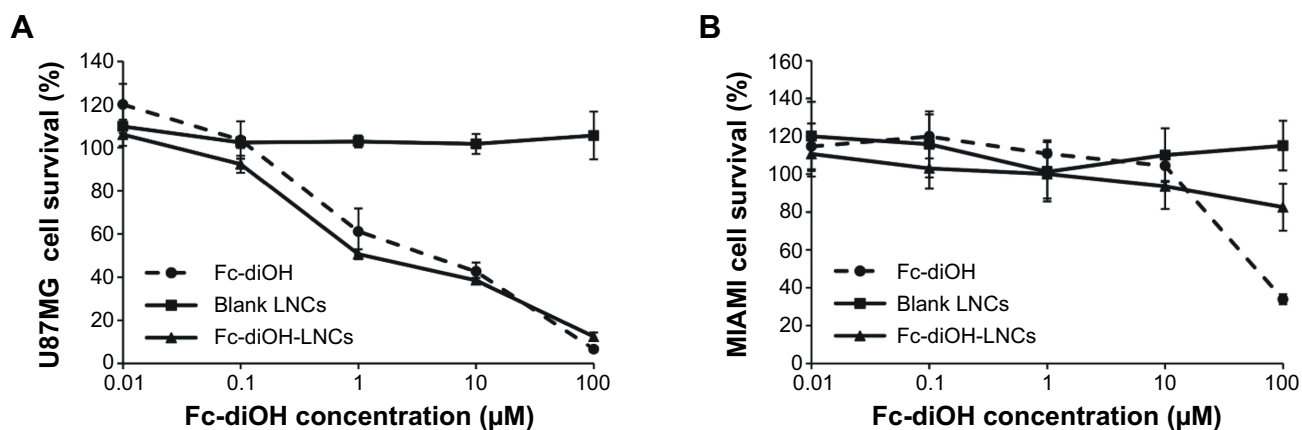 A
U87MG cell survival (%)
140
120
100
80
60
40
20
0
Fc-diOH
Blank LNCs
Fc-diOH-LNCs
0.01 0.1 1 10 100
Fc-diOH concentration (µM)
B
MIAMI cell survival (%)
160
140
120
100
80
60
40
20
0
Fc-diOH
Blank LNCs
Fc-diOH-LNCs
0.01 0.1 1 10 100
Fc-diOH concentration (µM)